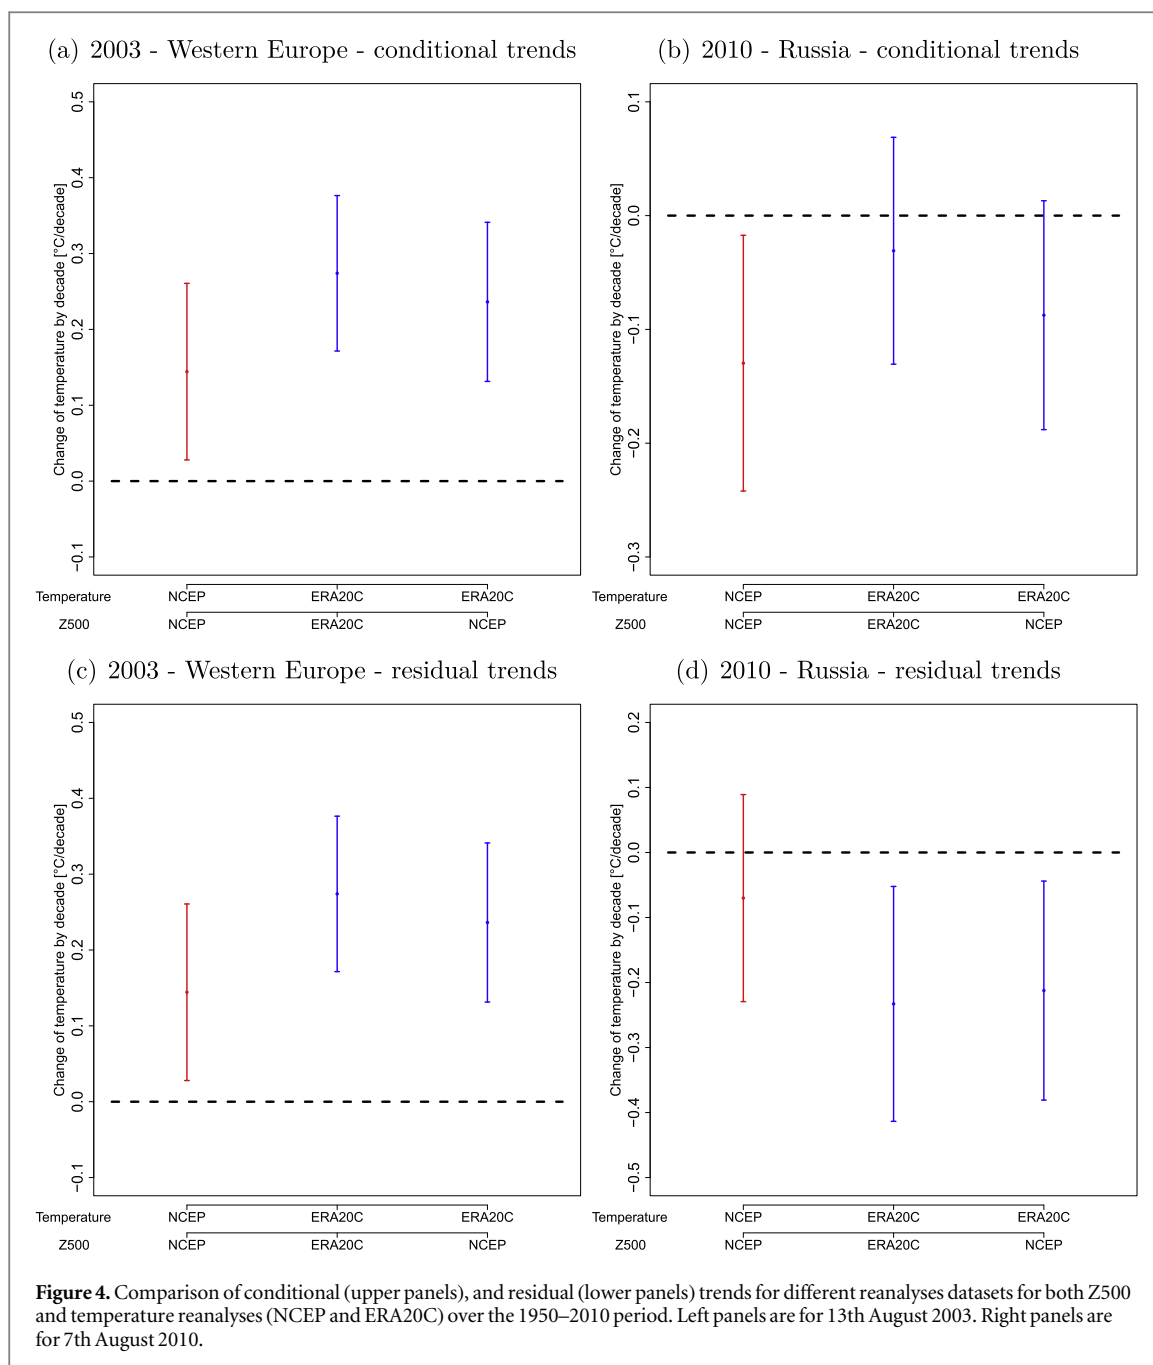 (a) 2003 - Western Europe - conditional trends
Change of temperature by decade [°C/decade]
0.5
0.4
0.3
0.2
0.1
0.0
−0.1
Temperature NCEP ERA20C ERA20C
Z500 NCEP ERA20C NCEP
(b) 2010 - Russia - conditional trends
Change of temperature by decade [°C/decade]
0.1
0.0
−0.1
−0.2
−0.3
Temperature NCEP ERA20C ERA20C
Z500 NCEP ERA20C NCEP
(c) 2003 - Western Europe - residual trends
Change of temperature by decade [°C/decade]
0.5
0.4
0.3
0.2
0.1
0.0
−0.1
Temperature NCEP ERA20C ERA20C
Z500 NCEP ERA20C NCEP
(d) 2010 - Russia - residual trends
Change of temperature by decade [°C/decade]
0.2
0.1
0.0
−0.1
−0.2
−0.3
−0.4
−0.5
Temperature NCEP ERA20C ERA20C
Z500 NCEP ERA20C NCEP
Figure 4. Comparison of conditional (upper panels), and residual (lower panels) trends for different reanalyses datasets for both Z500
and temperature reanalyses (NCEP and ERA20C) over the 1950–2010 period. Left panels are for 13th August 2003. Right panels are
for 7th August 2010.